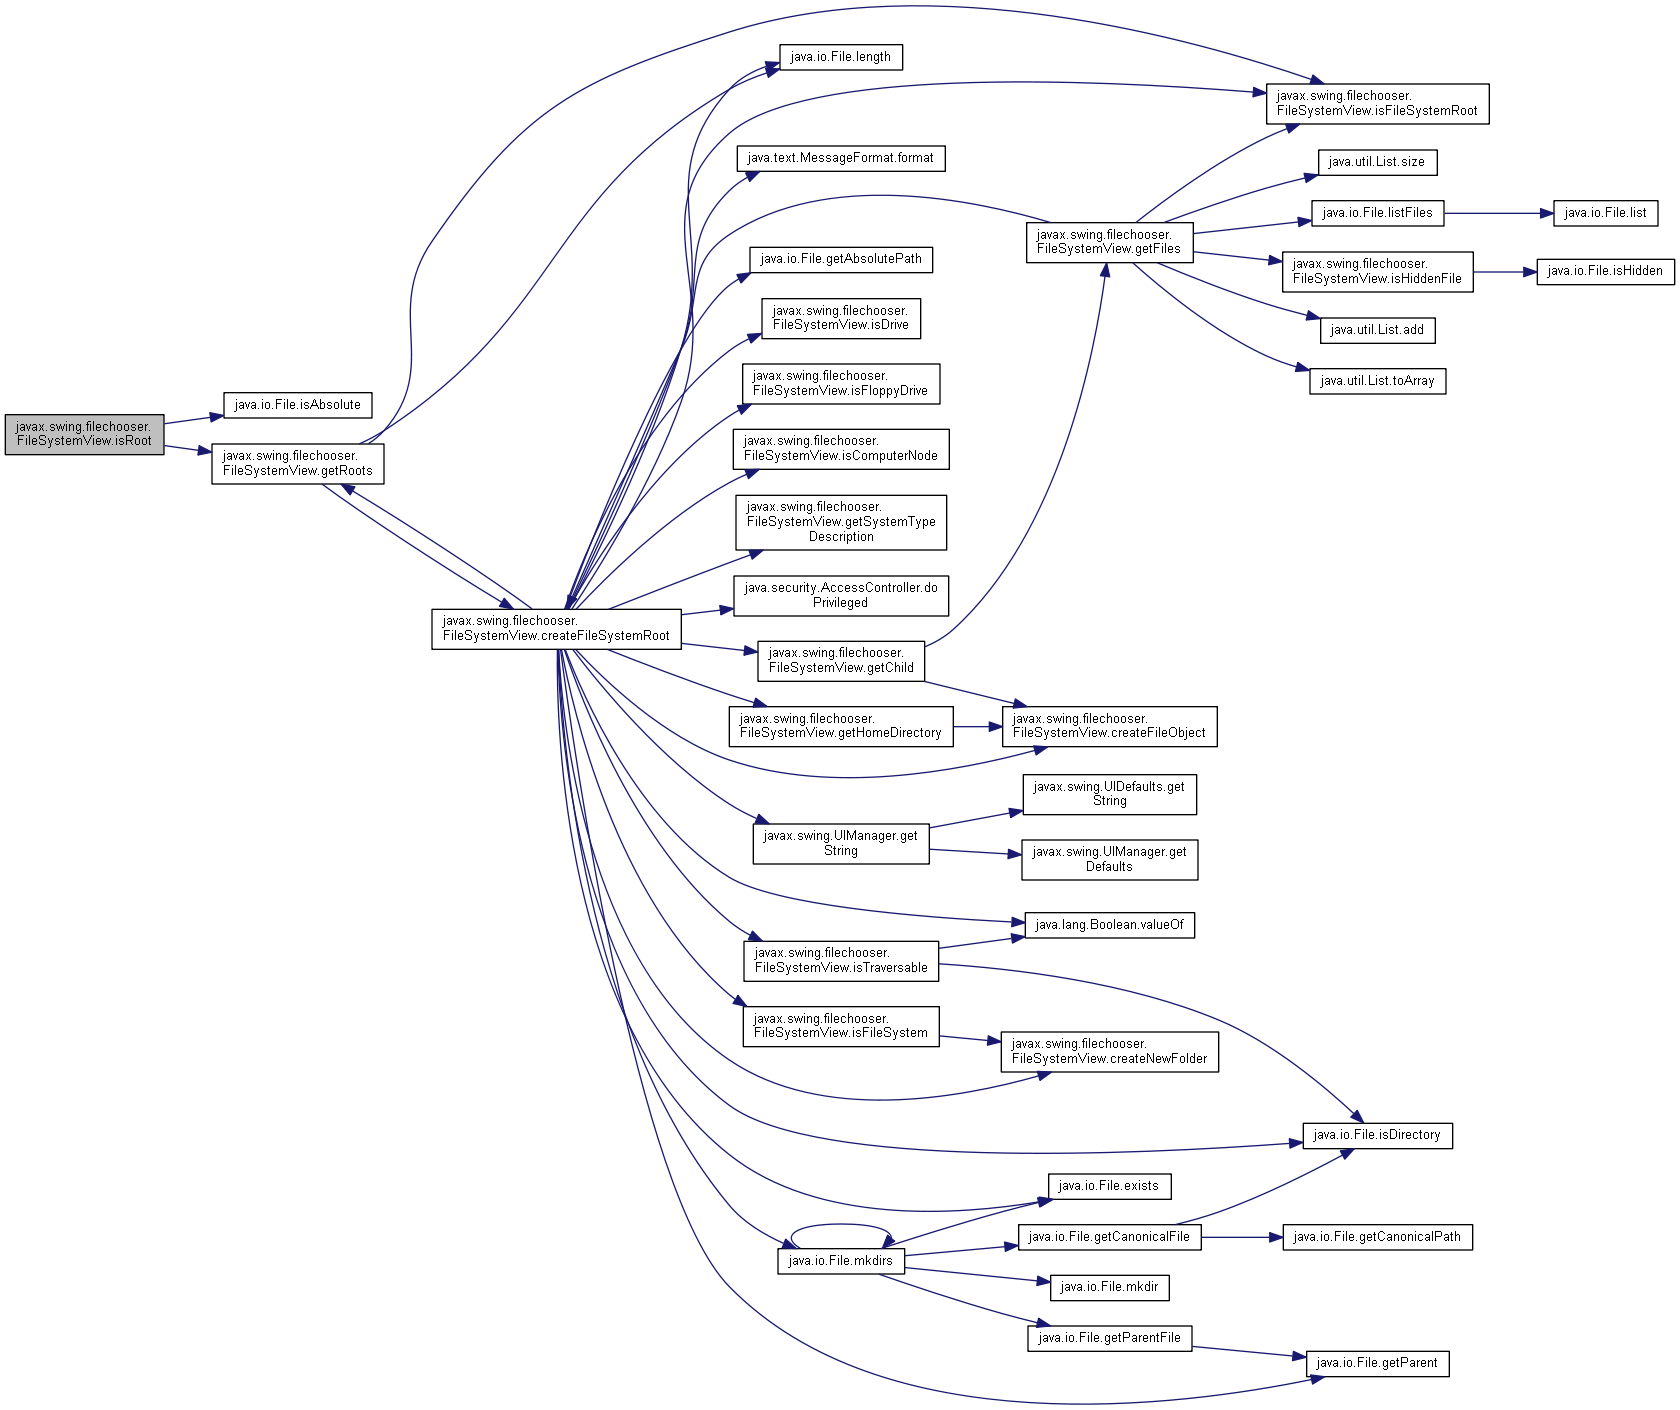 java.io.File.length
javax.swing.filechooser.
FileSystemView.isFileSystemRoot
java.text.MessageFormat.format
java.util.List.size
java.io.File.listFiles
java.io.File.list
javax.swing.filechooser.
FileSystemView.getFiles
java.io.File.getAbsolutePath
javax.swing.filechooser.
FileSystemView.isHiddenFile
java.io.File.isHidden
javax.swing.filechooser.
FileSystemView.isDrive
java.util.List.add
javax.swing.filechooser.
FileSystemView.isFloppyDrive
java.util.List.toArray
java.io.File.isAbsolute
javax.swing.filechooser.
FileSystemView.isRoot
javax.swing.filechooser.
FileSystemView.getRoots
javax.swing.filechooser.
FileSystemView.isComputerNode
javax.swing.filechooser.
FileSystemView.getSystemType
Description
java.security.AccessController.do
Privileged
javax.swing.filechooser.
FileSystemView.createFileSystemRoot
javax.swing.filechooser.
FileSystemView.getChild
javax.swing.filechooser.
FileSystemView.getHomeDirectory
javax.swing.filechooser.
FileSystemView.createFileObject
javax.swing.UIDefaults.get
String
javax.swing.UIManager.get
String
javax.swing.UIManager.get
Defaults
java.lang.Boolean.valueOf
javax.swing.filechooser.
FileSystemView.isTraversable
javax.swing.filechooser.
FileSystemView.isFileSystem
javax.swing.filechooser.
FileSystemView.createNewFolder
java.io.File.isDirectory
java.io.File.exists
java.io.File.getCanonicalFile
java.io.File.getCanonicalPath
java.io.File.mkdirs
java.io.File.mkdir
java.io.File.getParentFile
java.io.File.getParent